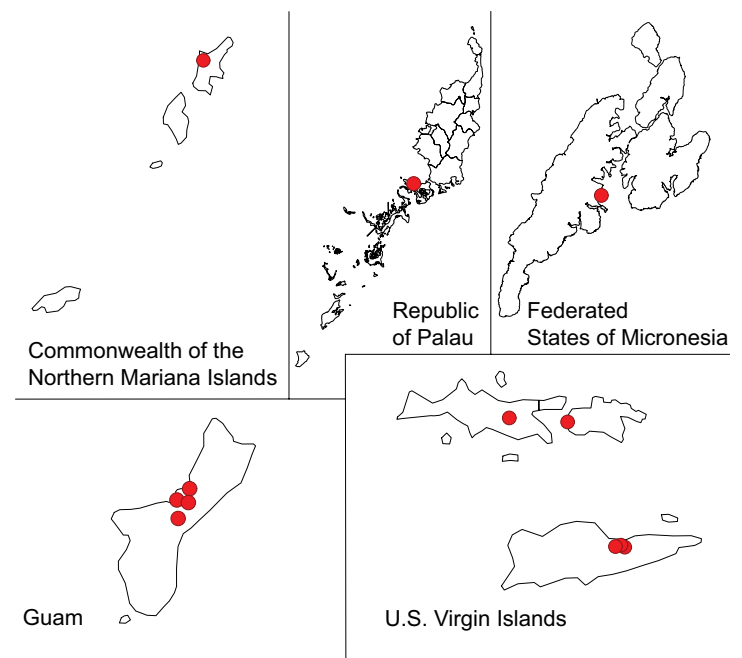 Commonwealth of the
Northern Mariana Islands
Republic
of Palau
Federated
States of Micronesia
Guam
U.S. Virgin Islands